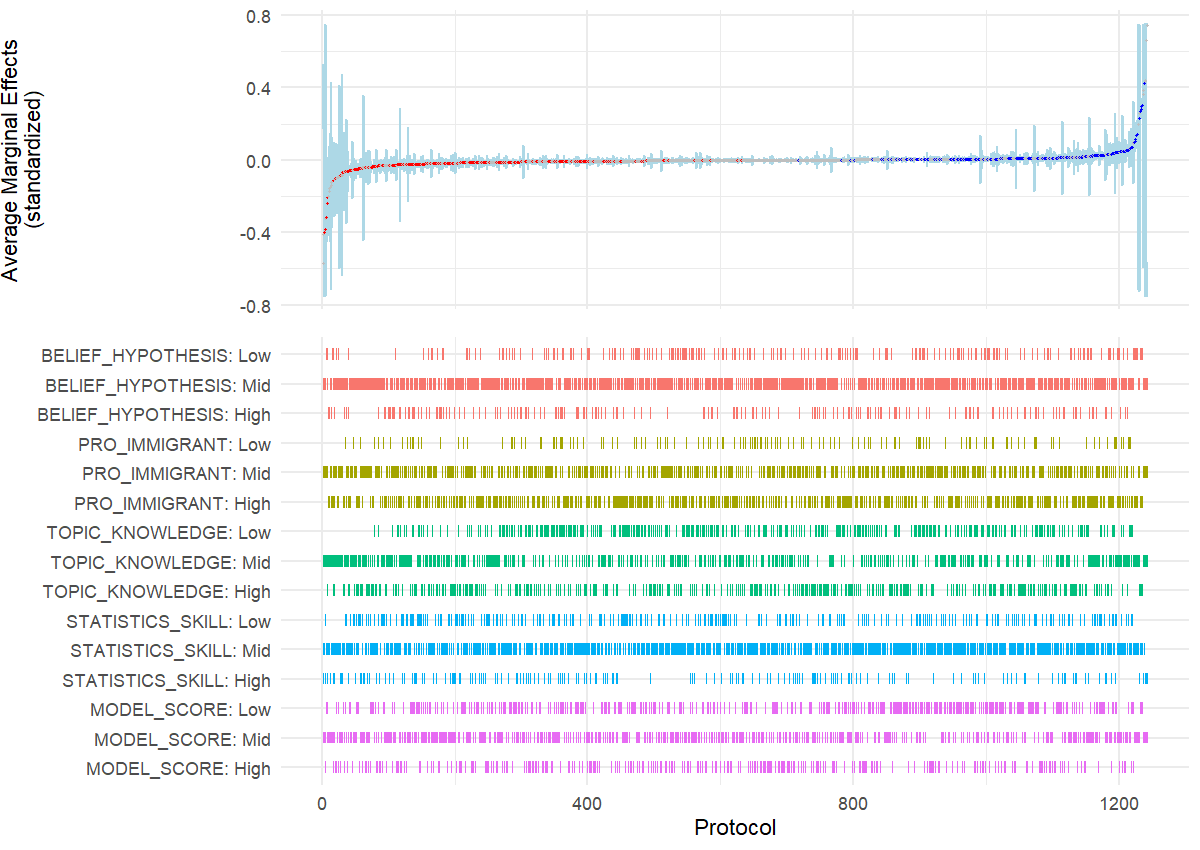 Average Marginal Effects
(standardized)
0.8
0.4
0.0
-0.4
-0.8
BELIEF_HYPOTHESIS: Low
BELIEF_HYPOTHESIS: Mid
BELIEF_HYPOTHESIS: High
PRO_IMMIGRANT: Low
PRO_IMMIGRANT: Mid
PRO_IMMIGRANT: High
TOPIC_KNOWLEDGE: Low
TOPIC_KNOWLEDGE: Mid
TOPIC_KNOWLEDGE: High
STATISTICS_SKILL: Low
STATISTICS_SKILL: Mid
STATISTICS_SKILL: High
MODEL_SCORE: Low
MODEL_SCORE: Mid
MODEL_SCORE: High
0 400 800 1200
Protocol